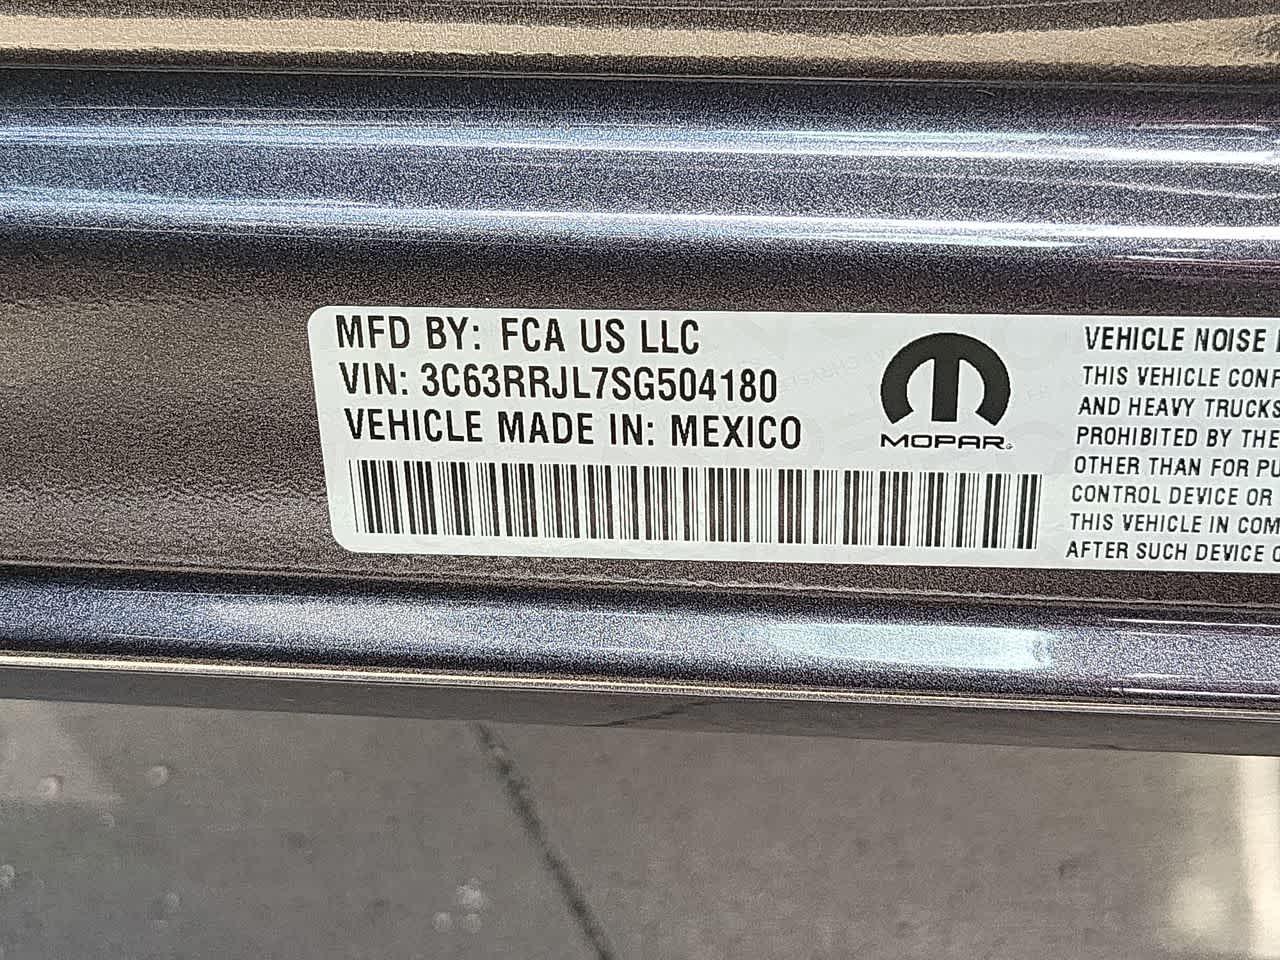 MFD BY: FCA US LLC
VIN: 3C63RRJL7SG504180
VEHICLE MADE IN: MEXICO
MOPAR
VEHICLE NOISE
THIS VEHICLE CONF
AND HEAVY TRUCKS
PROHIBITED BY THE
OTHER THAN FOR PU
CONTROL DEVICE OR
THIS VEHICLE IN COM
AFTER SUCH DEVICE